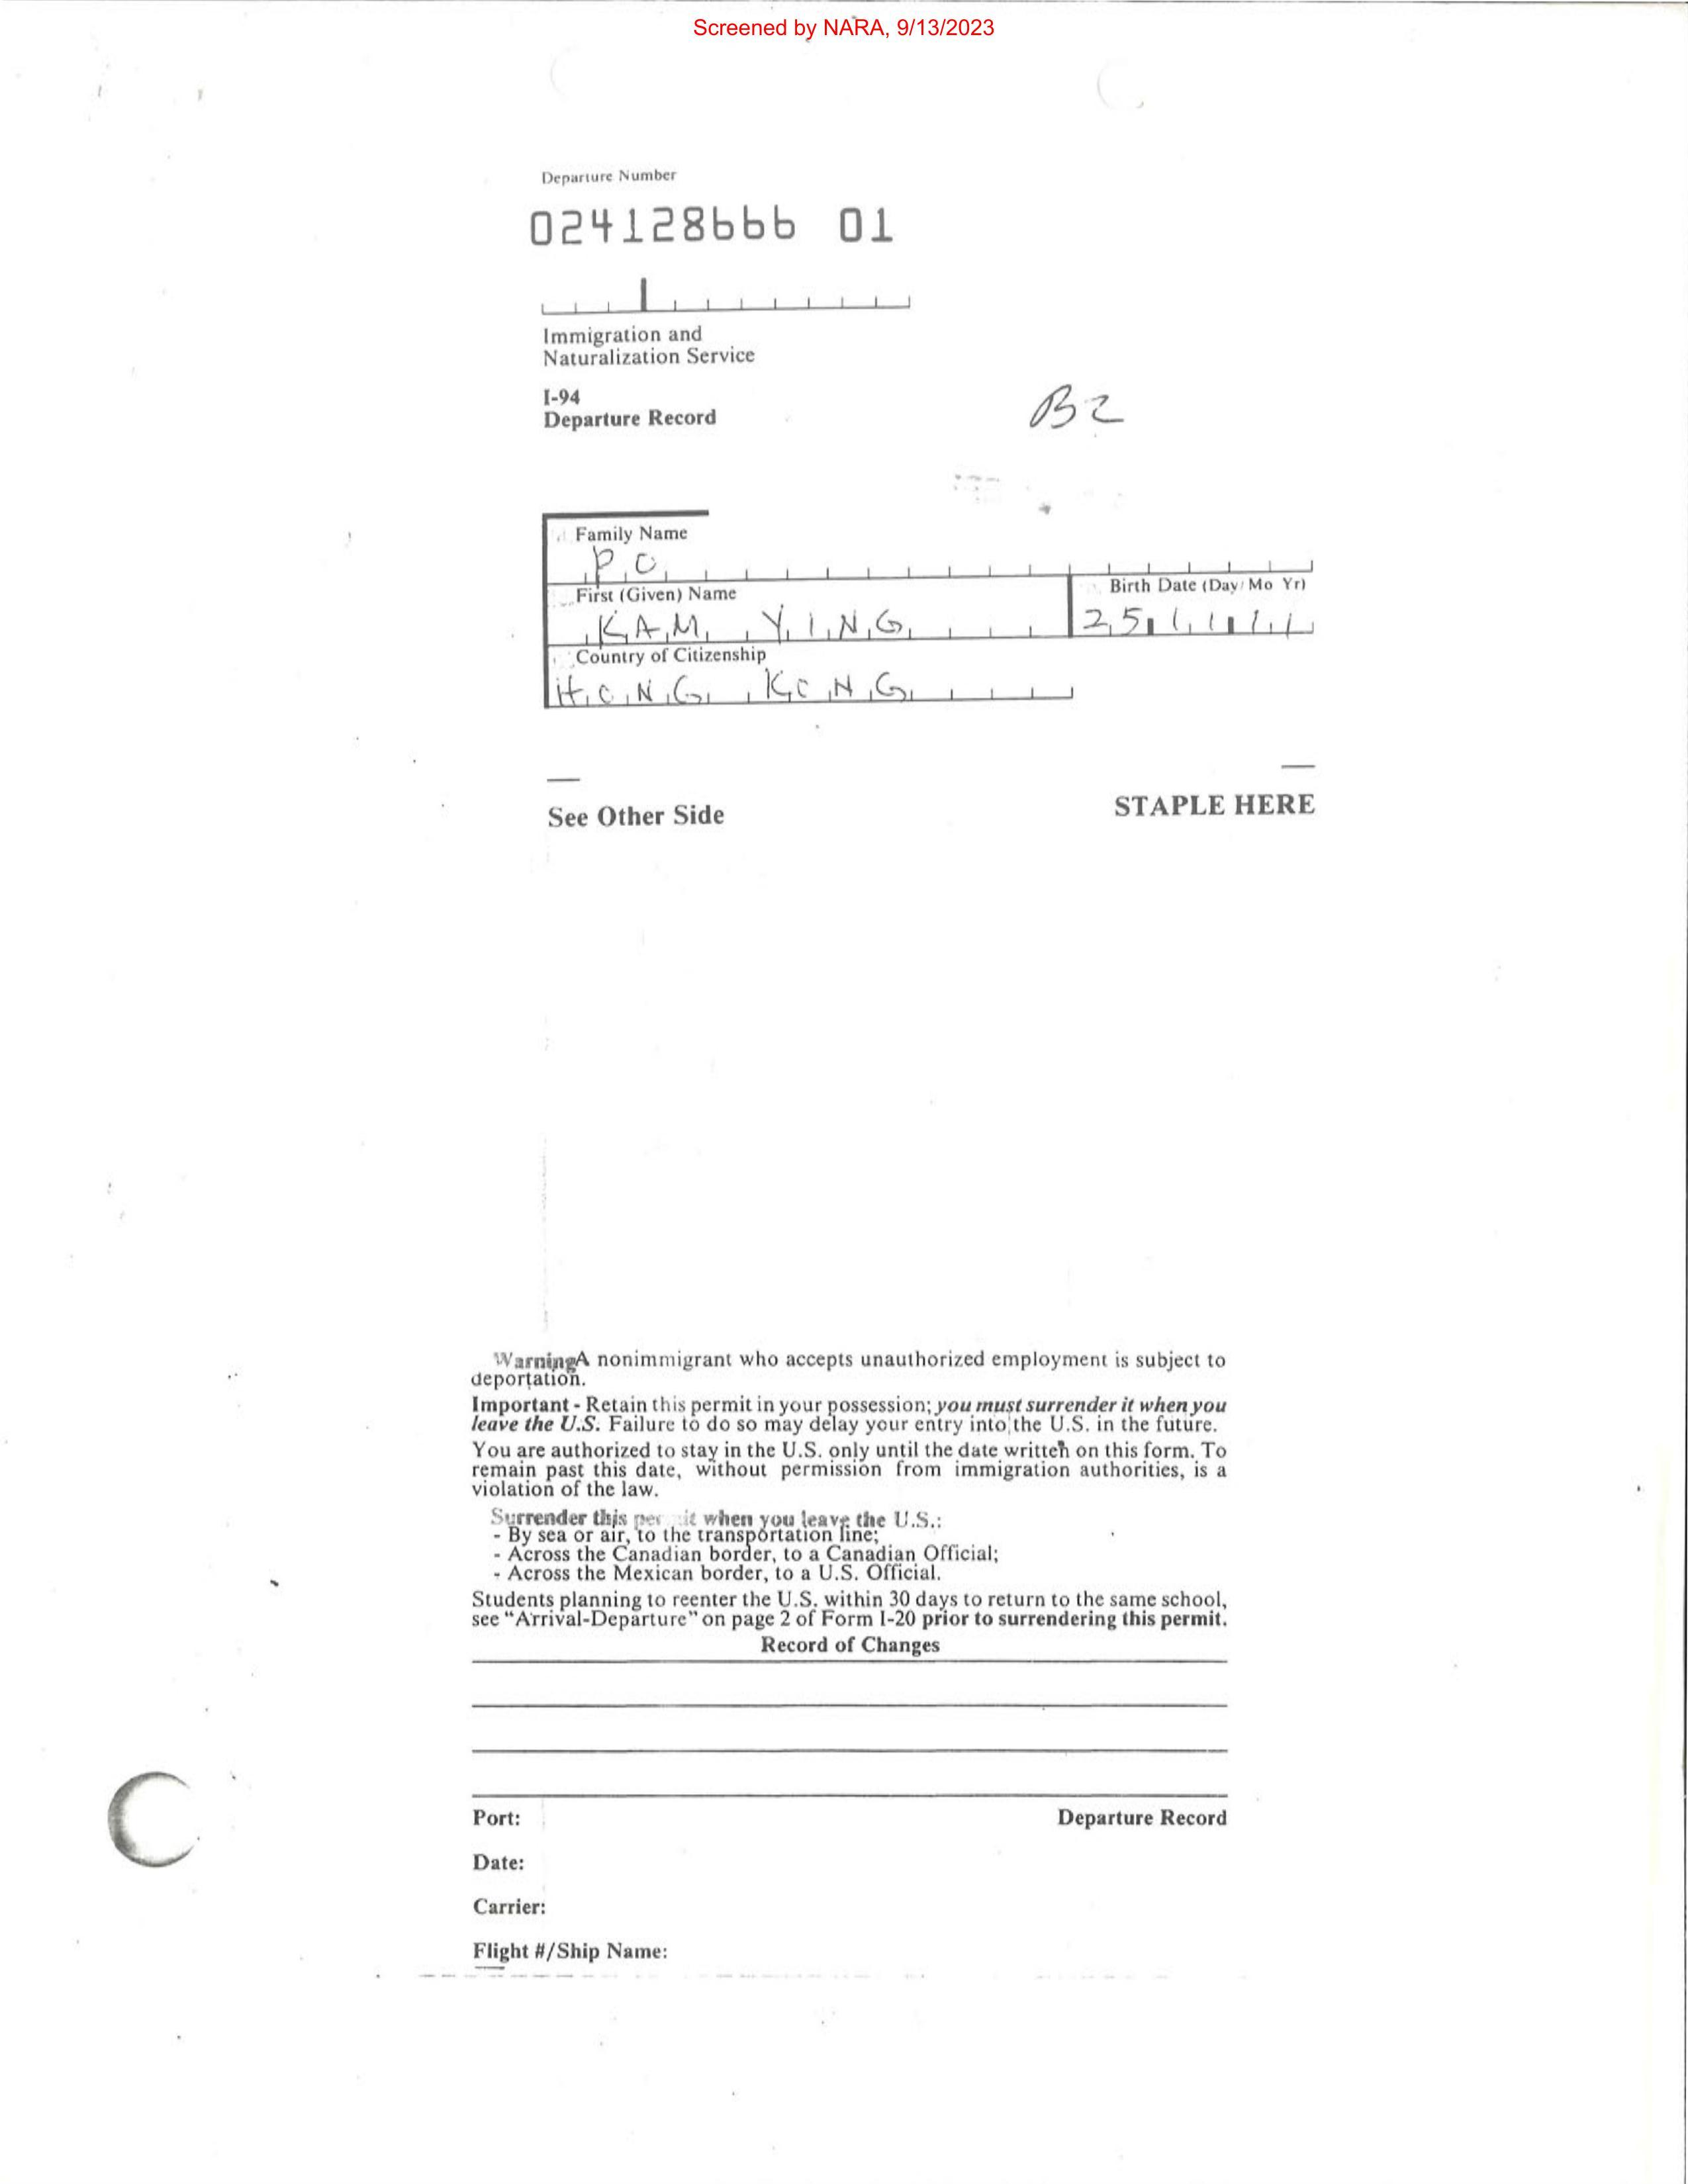 Screened by NARA, 9/13/2023
Departure Number
024128666 01
Immigration and
Naturalization Service
I-94
Departure Record
B2
Family Name
PO
First (Given) Name
Birth Date (Day/Mo Yr)
KAM YING
25 11 11
Country of Citizenship
HONG KONG
See Other Side
STAPLE HERE
Warning A nonimmigrant who accepts unauthorized employment is subject to
deportation.
Important - Retain this permit in your possession; you must surrender it when you
leave the U.S. Failure to do so may delay your entry into the U.S. in the future.
You are authorized to stay in the U.S. only until the date written on this form. To
remain past this date, without permission from immigration authorities, is a
violation of the law.
Surrender this permit when you leave the U.S.:
- By sea or air, to the transportation line;
- Across the Canadian border, to a Canadian Official;
- Across the Mexican border, to a U.S. Official.
Students planning to reenter the U.S. within 30 days to return to the same school,
see "Arrival-Departure" on page 2 of Form I-20 prior to surrendering this permit.
Record of Changes
Port:
Departure Record
Date:
Carrier:
Flight #/Ship Name: